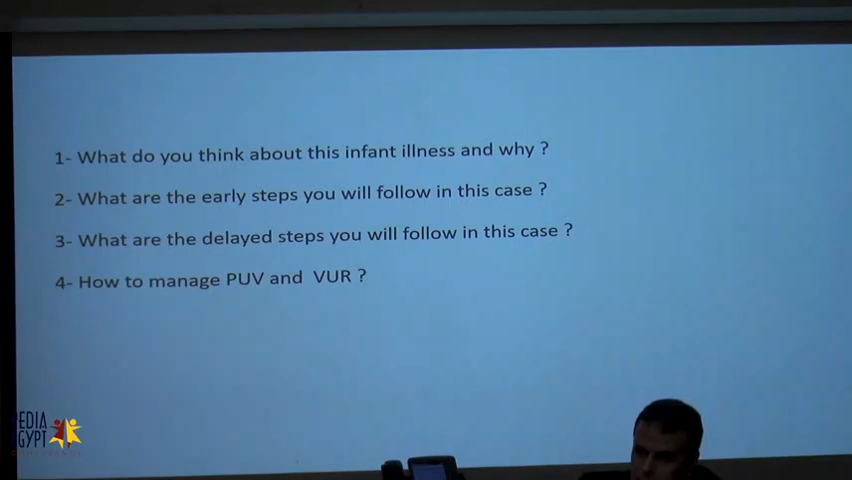 1- What do you think about this infant illness and why ?
2- What are the early steps you will follow in this case ?
3- What are the delayed steps you will follow in this case ?
4- How to manage PUV and VUR ?
PEDIA
EGYPT